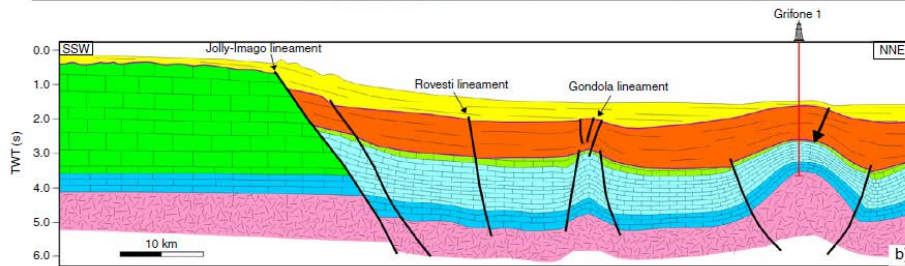 Grifone 1
SSW
NNE
Jolly-Imago lineament
Rovesti lineament
Gondola lineament
TWT (s)
0.0
1.0
2.0
3.0
4.0
5.0
6.0
10 km
b